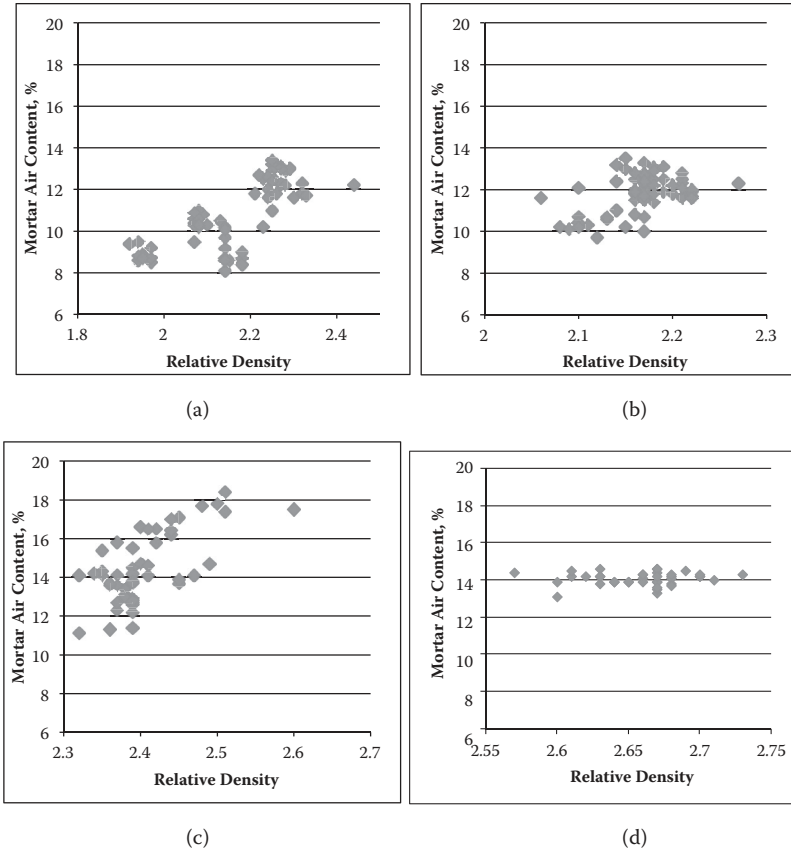 20
18
16
14
12
10
8
6
Mortar Air Content, %
1.8 2 2.2 2.4
Relative Density
(a)
20
18
16
14
12
10
8
6
Mortar Air Content, %
2 2.1 2.2 2.3
Relative Density
(b)
20
18
16
14
12
10
8
6
Mortar Air Content, %
2.3 2.4 2.5 2.6 2.7
Relative Density
(c)
20
18
16
14
12
10
8
6
Mortar Air Content, %
2.55 2.6 2.65 2.7 2.75
Relative Density
(d)